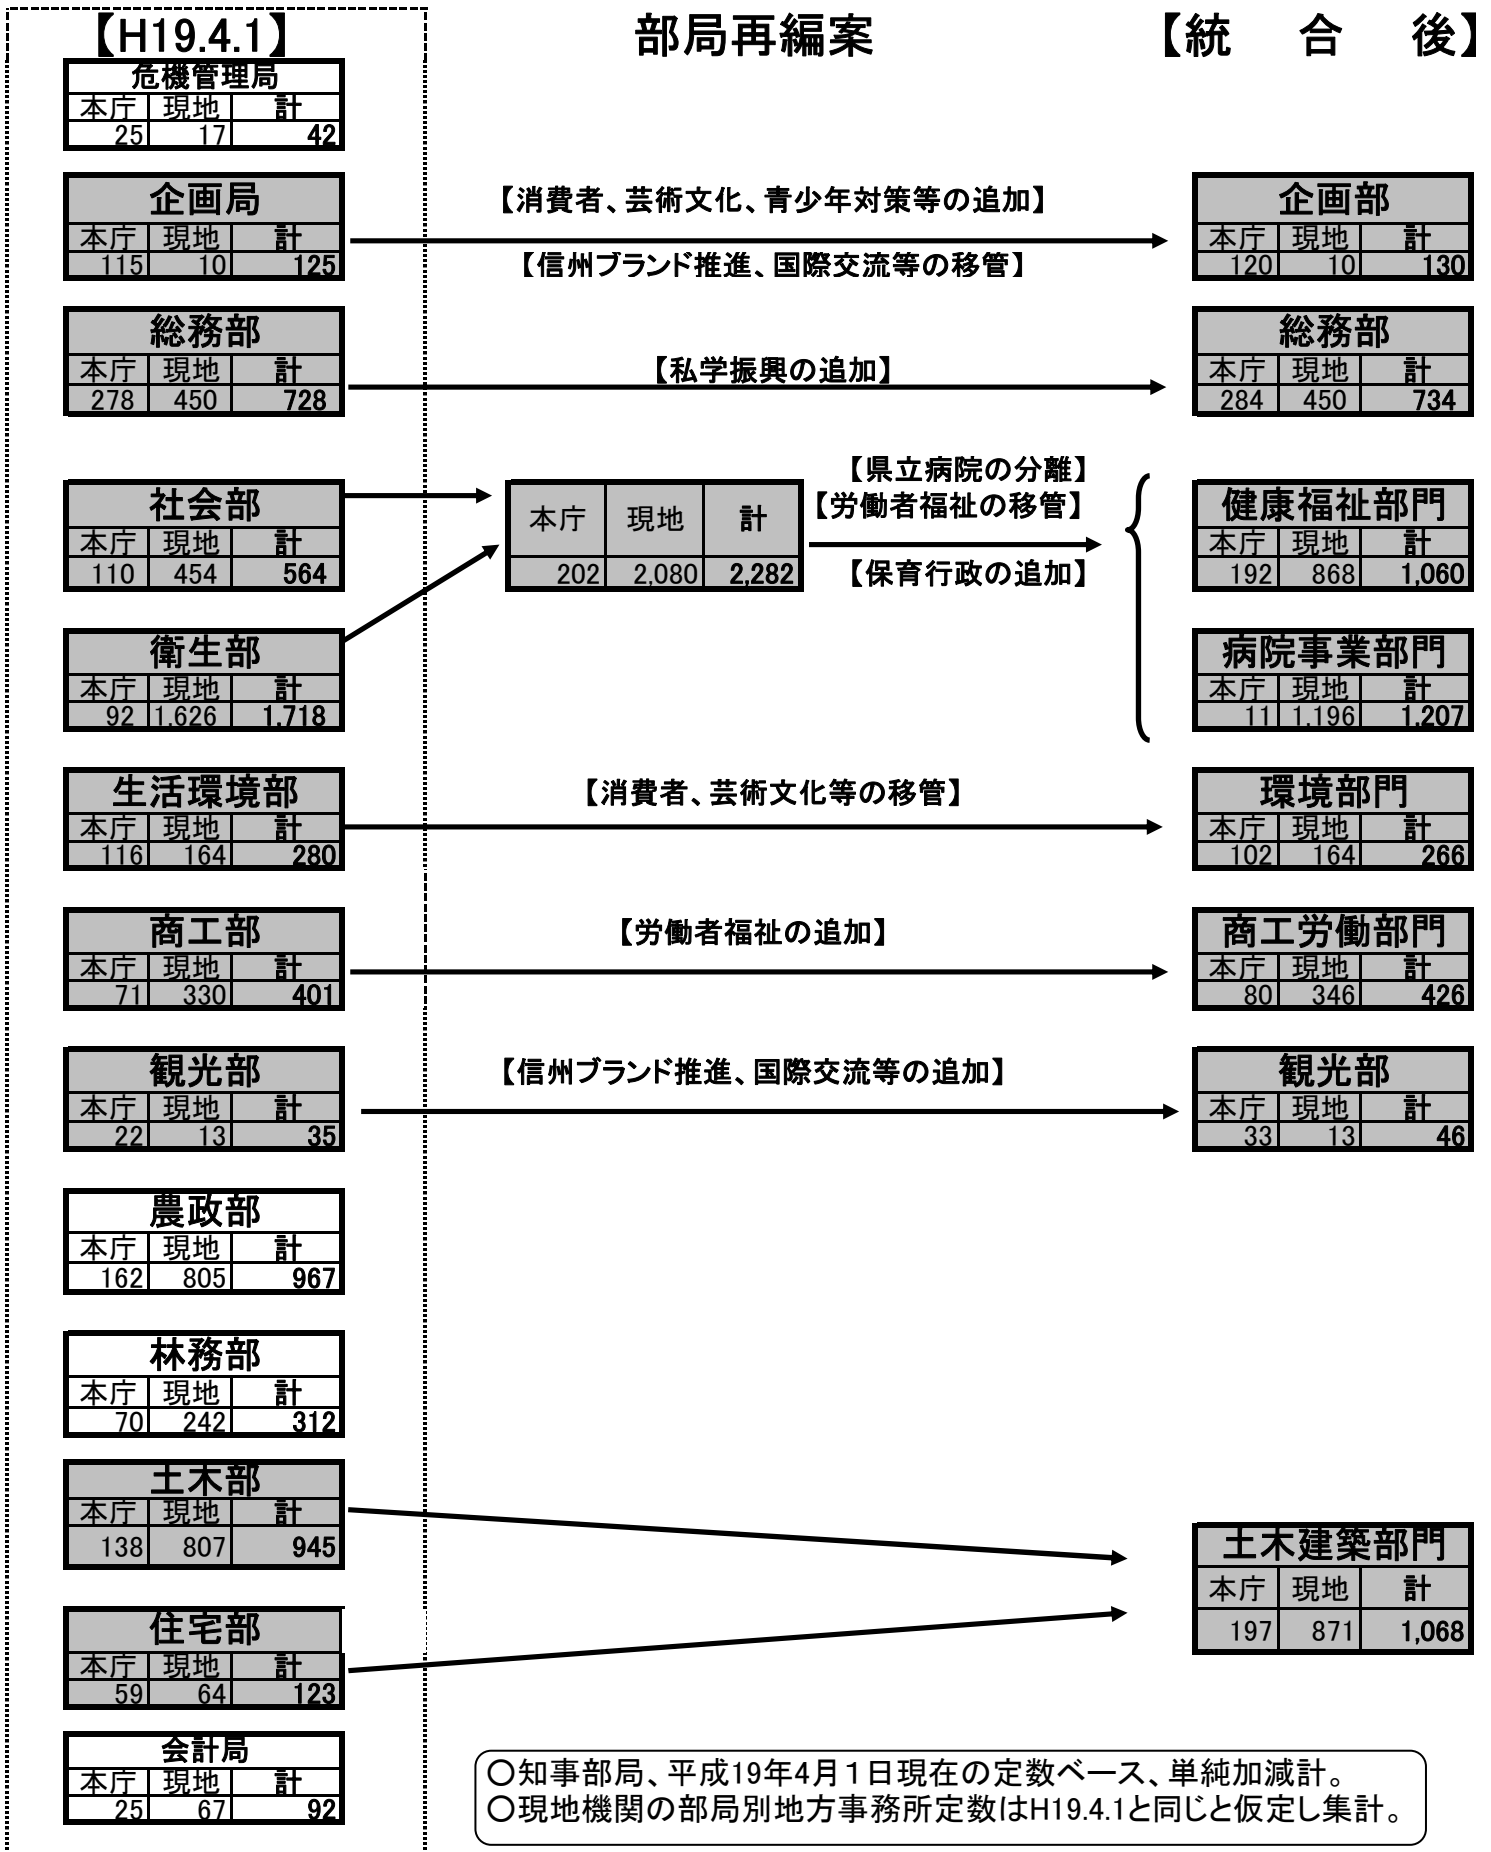 【H19.4.1】 部局再編案 【統 合 後】
危機管理局
本庁 現地 計
25 17 42
企画局
本庁 現地 計
115 10 125
【消費者、芸術文化、青少年対策等の追加】
【信州ブランド推進、国際交流等の移管】
企画部
本庁 現地 計
120 10 130
総務部
本庁 現地 計
278 450 728
【私学振興の追加】
総務部
本庁 現地 計
284 450 734
社会部
本庁 現地 計
110 454 564
衛生部
本庁 現地 計
92 1,626 1,718
本庁 現地 計
202 2,080 2,282
【県立病院の分離】
【労働者福祉の移管】
【保育行政の追加】
健康福祉部門
本庁 現地 計
192 868 1,060
病院事業部門
本庁 現地 計
11 1,196 1,207
生活環境部
本庁 現地 計
116 164 280
【消費者、芸術文化等の移管】
環境部門
本庁 現地 計
102 164 266
商工部
本庁 現地 計
71 330 401
【労働者福祉の追加】
商工労働部門
本庁 現地 計
80 346 426
観光部
本庁 現地 計
22 13 35
【信州ブランド推進、国際交流等の追加】
観光部
本庁 現地 計
33 13 46
農政部
本庁 現地 計
162 805 967
林務部
本庁 現地 計
70 242 312
土木部
本庁 現地 計
138 807 945
住宅部
本庁 現地 計
59 64 123
土木建築部門
本庁 現地 計
197 871 1,068
会計局
本庁 現地 計
25 67 92
○知事部局、平成19年4月１日現在の定数ベース、単純加減計。
○現地機関の部局別地方事務所定数はH19.4.1と同じと仮定し集計。